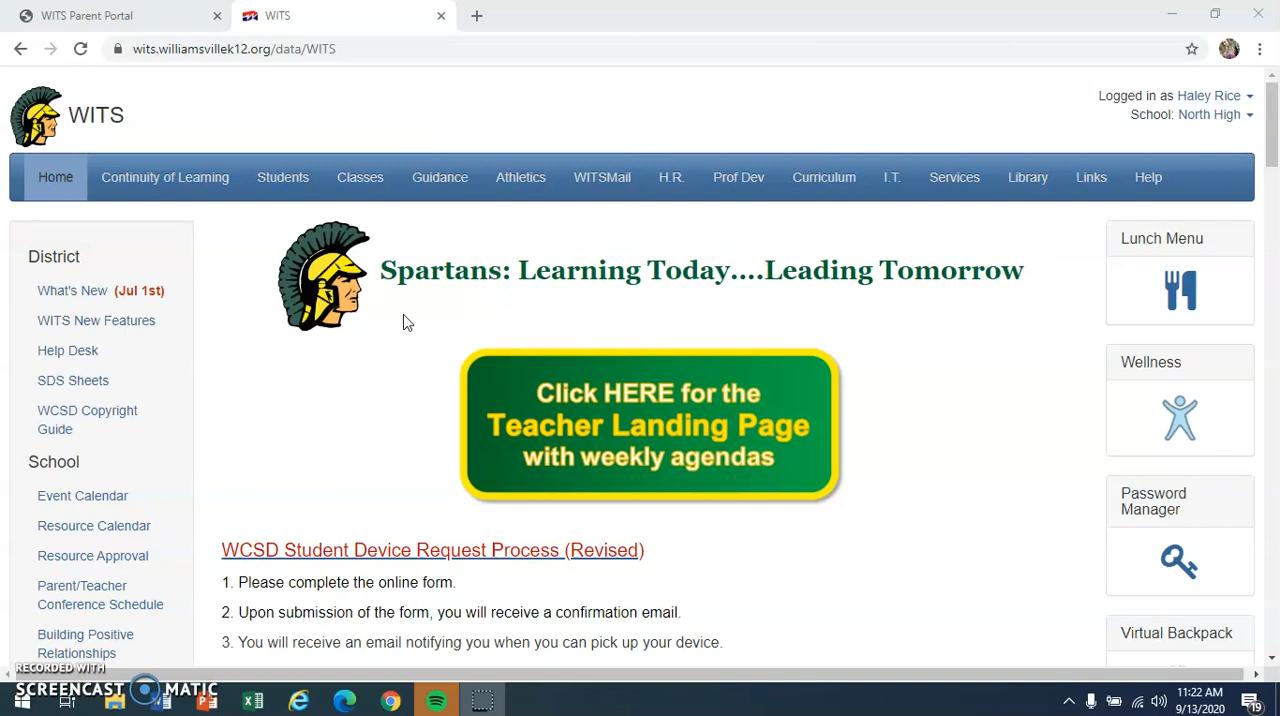 WITS Parent Portal
WITS
wits.williamsvillek12.org/data/WITS
WITS
Logged in as Haley Rice
School: North High
Home Continuity of Learning Students Classes Guidance Athletics WITSMail H.R. Prof Dev Curriculum I.T. Services Library Links Help
District
What's New (Jul 1st)
WITS New Features
Help Desk
SDS Sheets
WCSD Copyright
Guide
School
Event Calendar
Resource Calendar
Resource Approval
Parent/Teacher
Conference Schedule
Building Positive
Relationships
Spartans: Learning Today....Leading Tomorrow
Click HERE for the
Teacher Landing Page
with weekly agendas
WCSD Student Device Request Process (Revised)
1. Please complete the online form.
2. Upon submission of the form, you will receive a confirmation email.
3. You will receive an email notifying you when you can pick up your device.
Lunch Menu
Wellness
Password
Manager
Virtual Backpack
RECORDED WITH
SCREENCAST MATIC
11:22 AM
9/13/2020
19